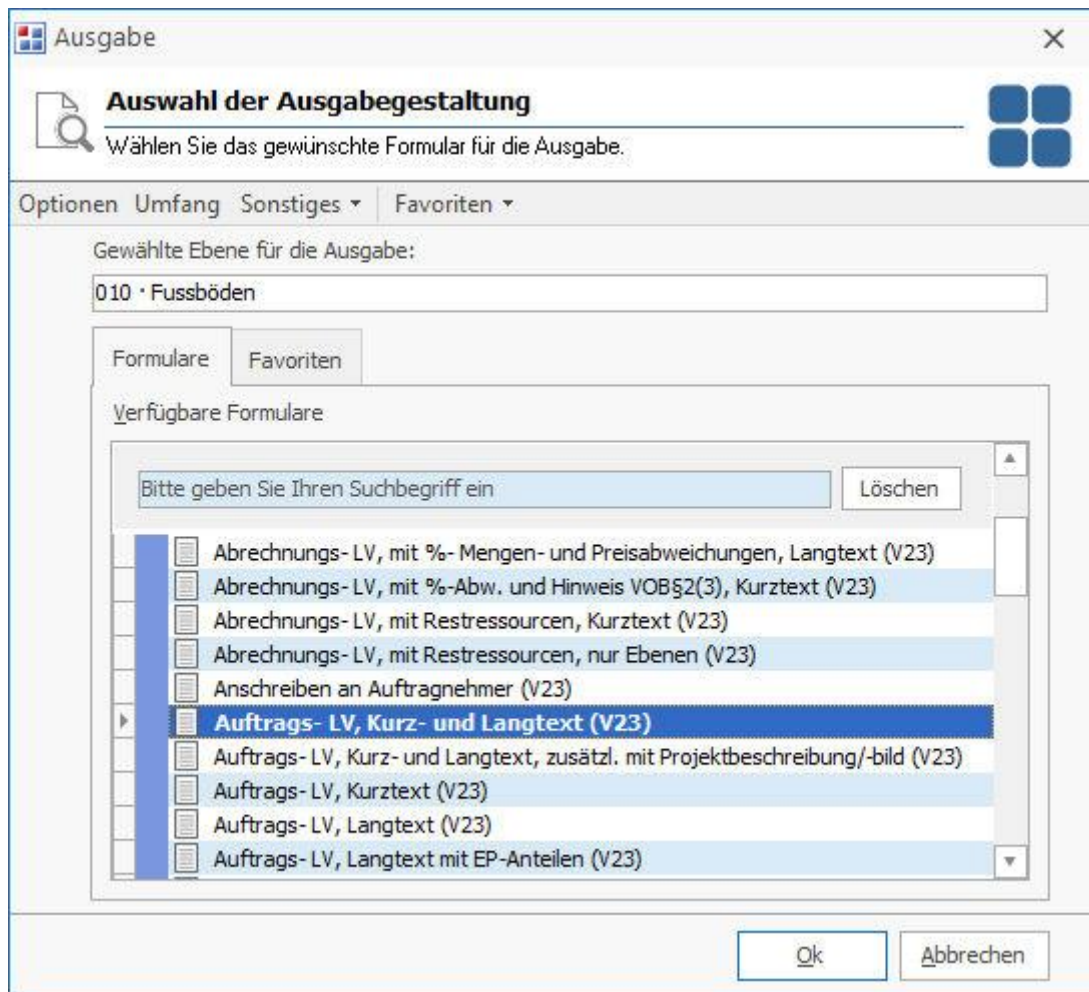 Ausgabe
Auswahl der Ausgabegestaltung
Wählen Sie das gewünschte Formular für die Ausgabe.
Optionen Umfang Sonstiges Favoriten
Gewählte Ebene für die Ausgabe:
010 · Fussböden
Formulare Favoriten
Verfügbare Formulare
Bitte geben Sie Ihren Suchbegriff ein Löschen
Abrechnungs- LV, mit %- Mengen- und Preisabweichungen, Langtext (V23)
Abrechnungs- LV, mit %-Abw. und Hinweis VOB§2(3), Kurztext (V23)
Abrechnungs- LV, mit Restressourcen, Kurztext (V23)
Abrechnungs- LV, mit Restressourcen, nur Ebenen (V23)
Anschreiben an Auftragnehmer (V23)
Auftrags- LV, Kurz- und Langtext (V23)
Auftrags- LV, Kurz- und Langtext, zusätzl. mit Projektbeschreibung/-bild (V23)
Auftrags- LV, Kurztext (V23)
Auftrags- LV, Langtext (V23)
Auftrags- LV, Langtext mit EP-Anteilen (V23)
Ok Abbrechen